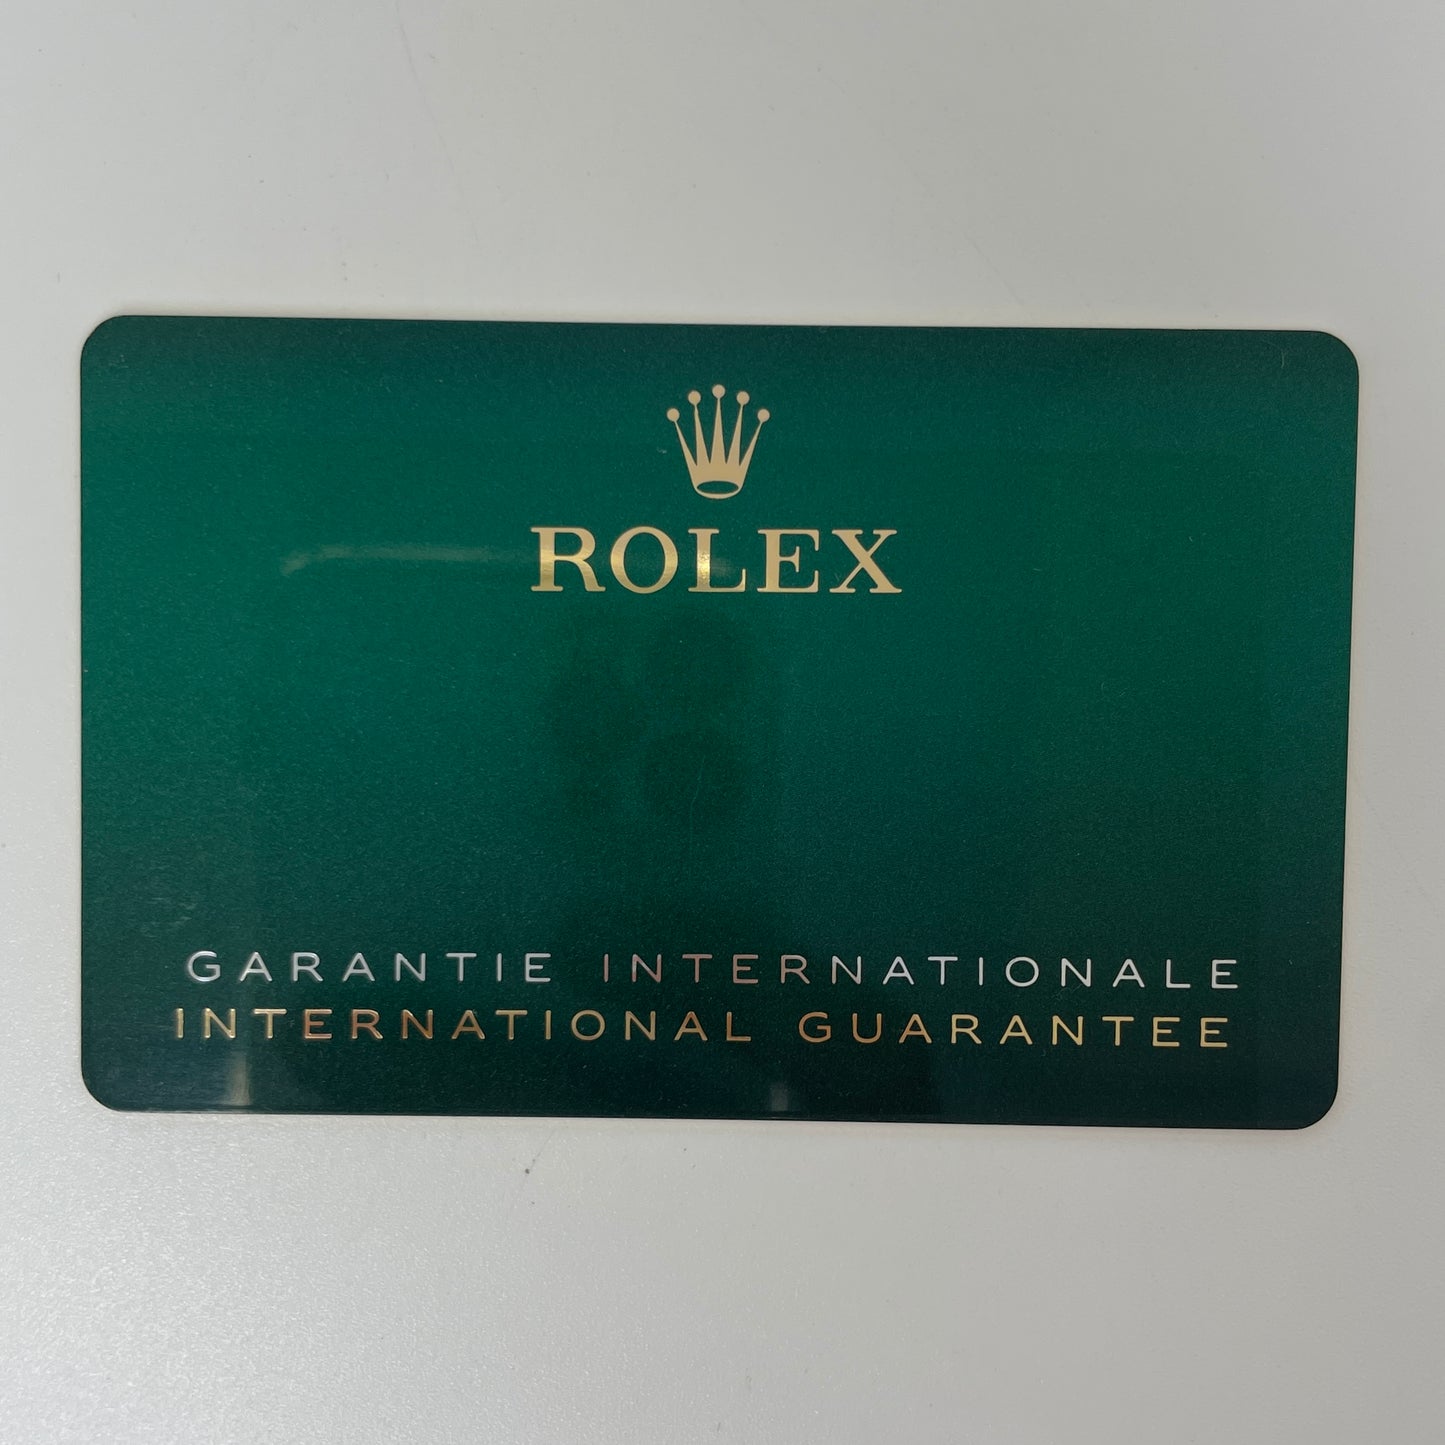 ROLEX
GARANTIE INTERNATIONALE
INTERNATIONAL GUARANTEE